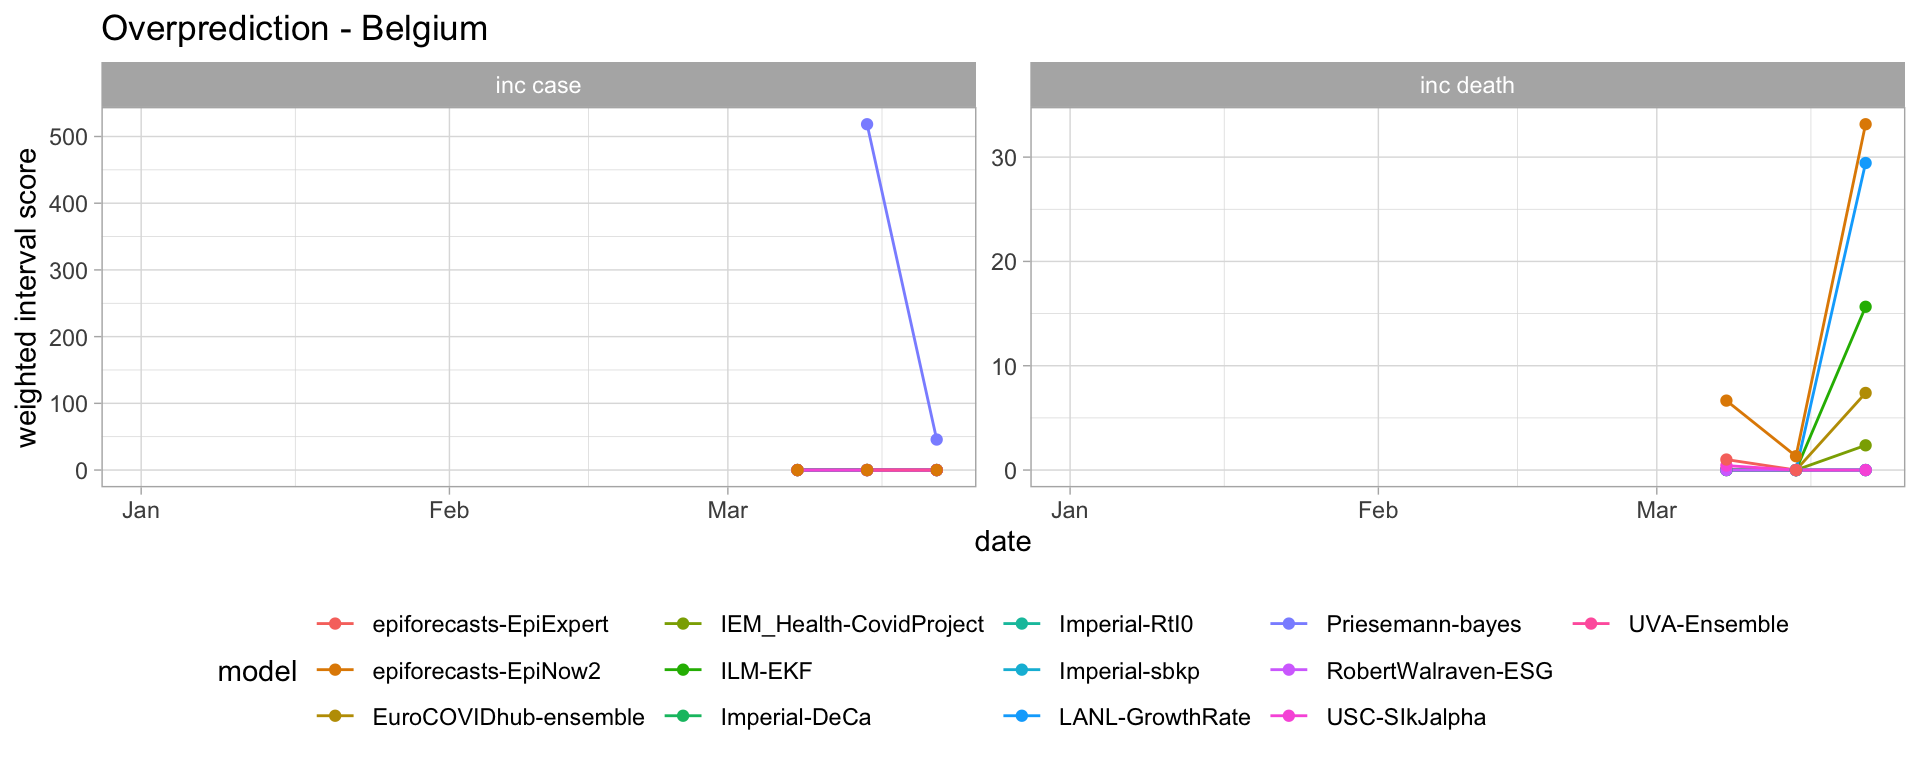 Overprediction - Belgium
inc case
inc death
weighted interval score
500
400
300
200
100
0
30
20
10
0
Jan
Feb
Mar
Jan
Feb
Mar
date
model
epiforecasts-EpiExpert
epiforecasts-EpiNow2
EuroCOVIDhub-ensemble
IEM_Health-CovidProject
ILM-EKF
Imperial-DeCa
Imperial-RtI0
Imperial-sbkp
LANL-GrowthRate
Priesemann-bayes
RobertWalraven-ESG
USC-SIkJalpha
UVA-Ensemble